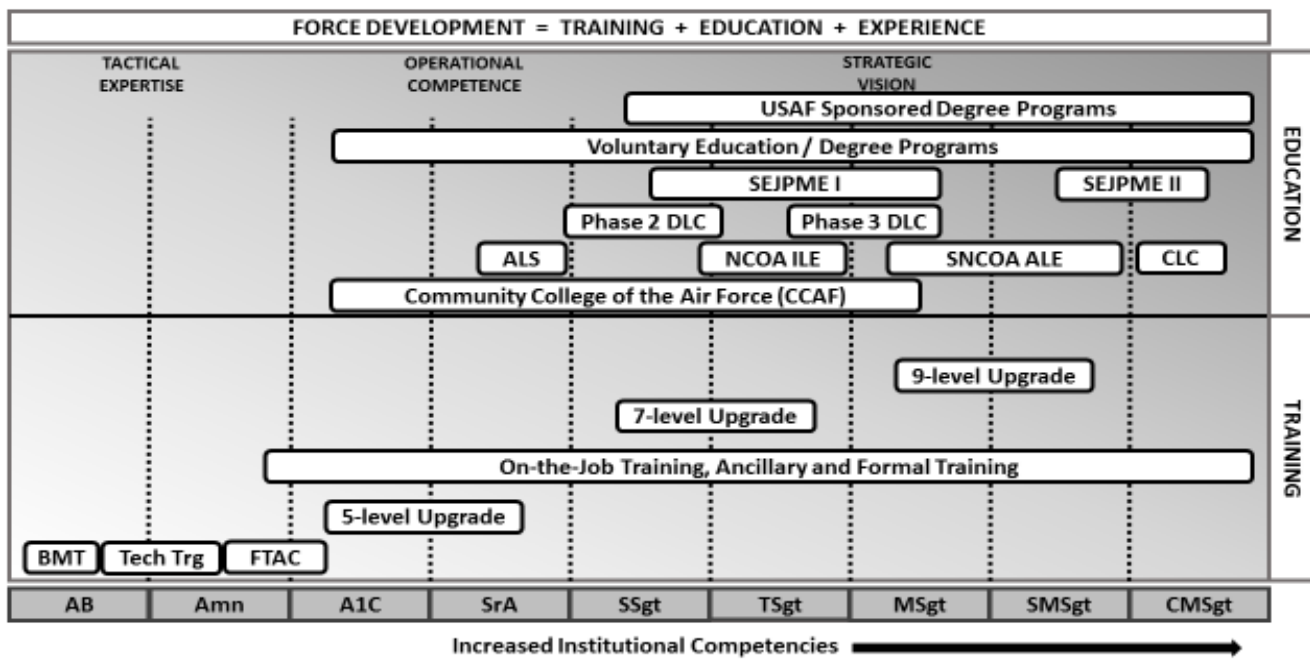 FORCE DEVELOPMENT = TRAINING + EDUCATION + EXPERIENCE
TACTICAL
EXPERTISE
OPERATIONAL
COMPETENCE
STRATEGIC
VISION
USAF Sponsored Degree Programs
Voluntary Education / Degree Programs
SEJPME I
SEJPME II
Phase 2 DLC
Phase 3 DLC
ALS
NCOA ILE
SNCOA ALE
CLC
Community College of the Air Force (CCAF)
EDUCATION
9-level Upgrade
7-level Upgrade
On-the-Job Training, Ancillary and Formal Training
5-level Upgrade
BMT
Tech Trg
FTAC
TRAINING
AB
Amn
A1C
SrA
SSgt
TSgt
MSgt
SMSgt
CMSgt
Increased Institutional Competencies